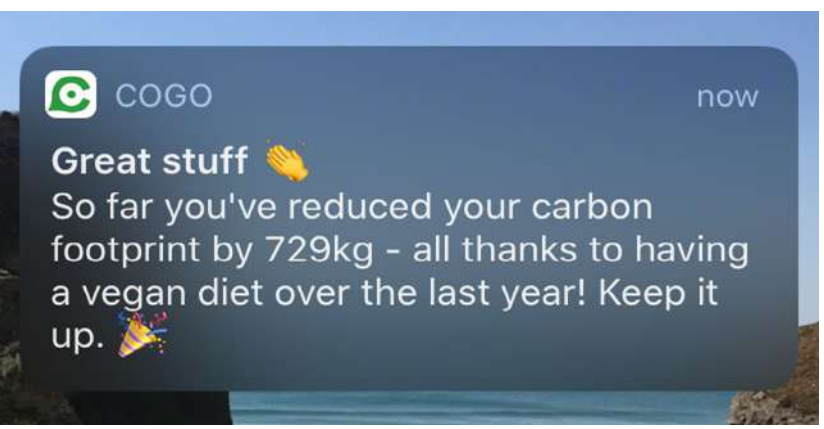 COGO
now
Great stuff 👏
So far you've reduced your carbon
footprint by 729kg - all thanks to having
a vegan diet over the last year! Keep it
up. 🎉